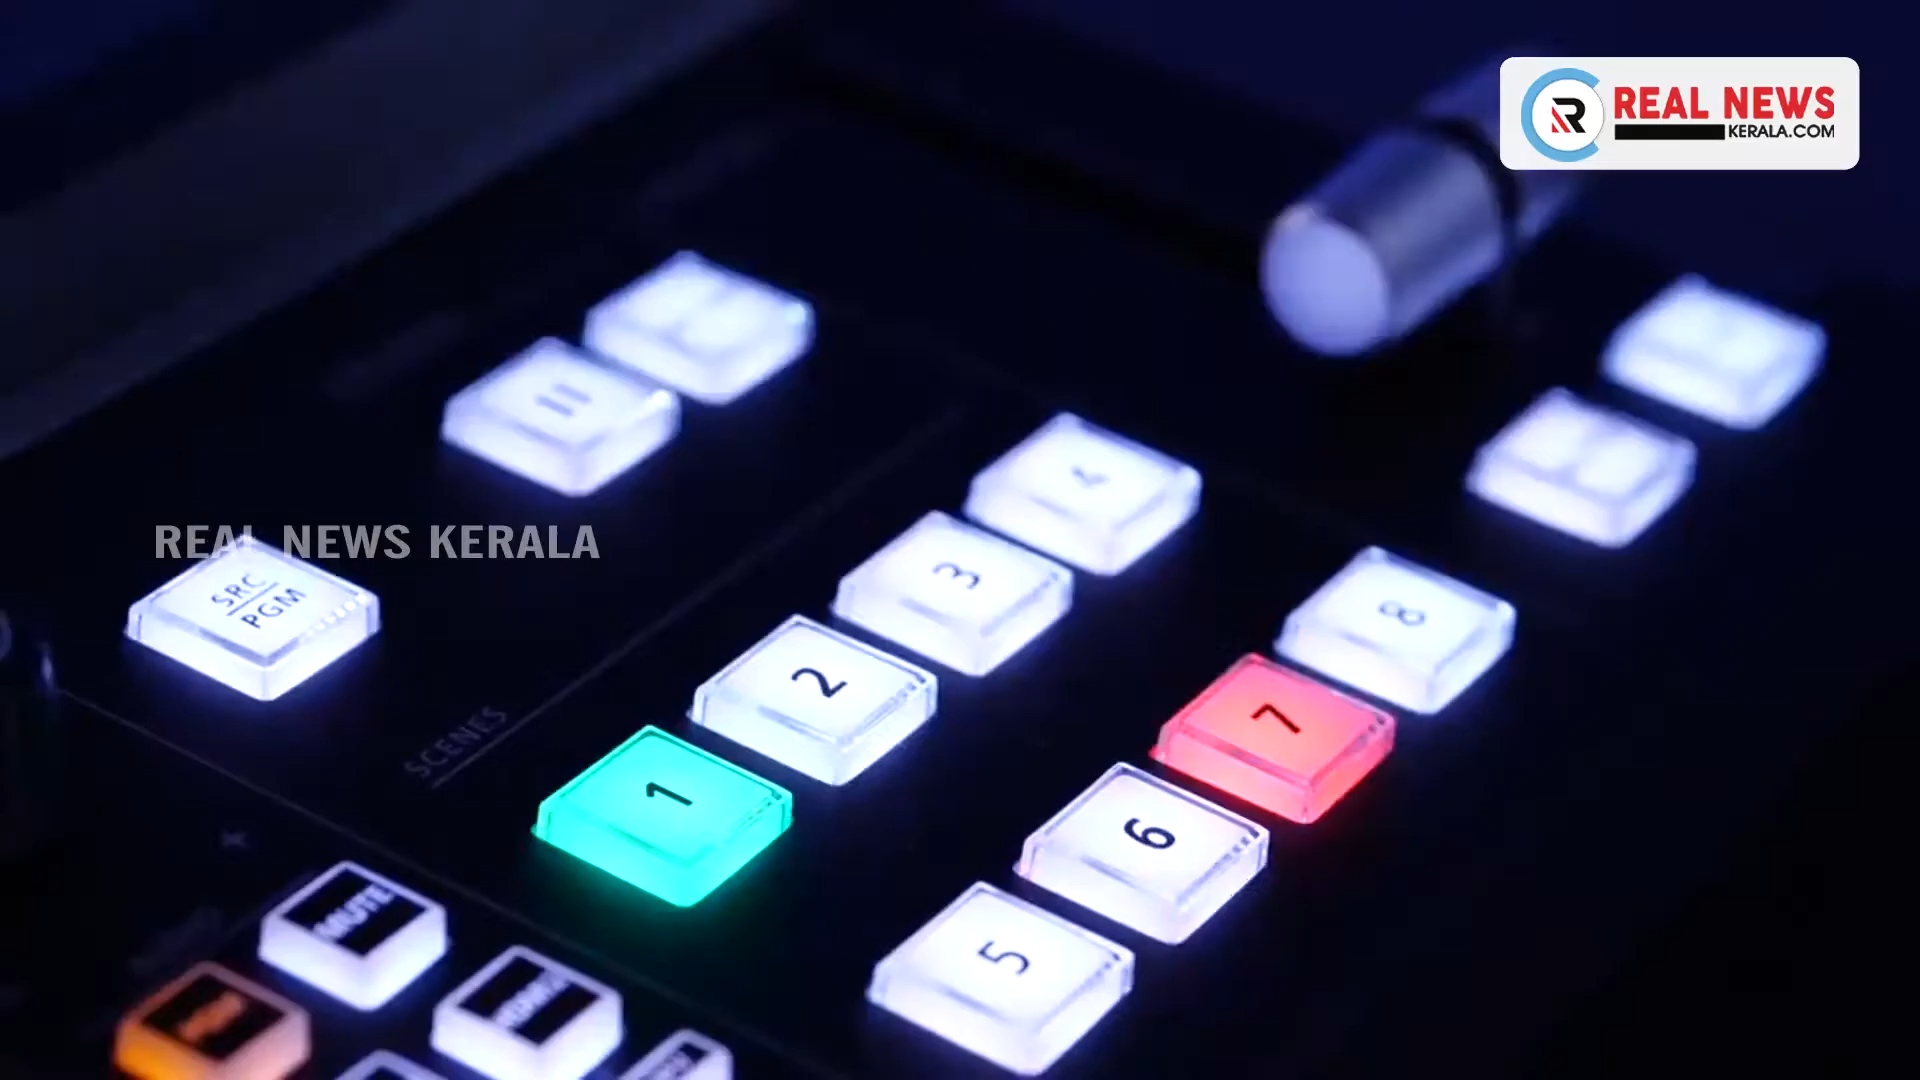 REAL NEWS
KERALA.COM
REAL NEWS KERALA
SRC
PGM
SCENES
1
2
3
4
5
6
7
8
MUTE